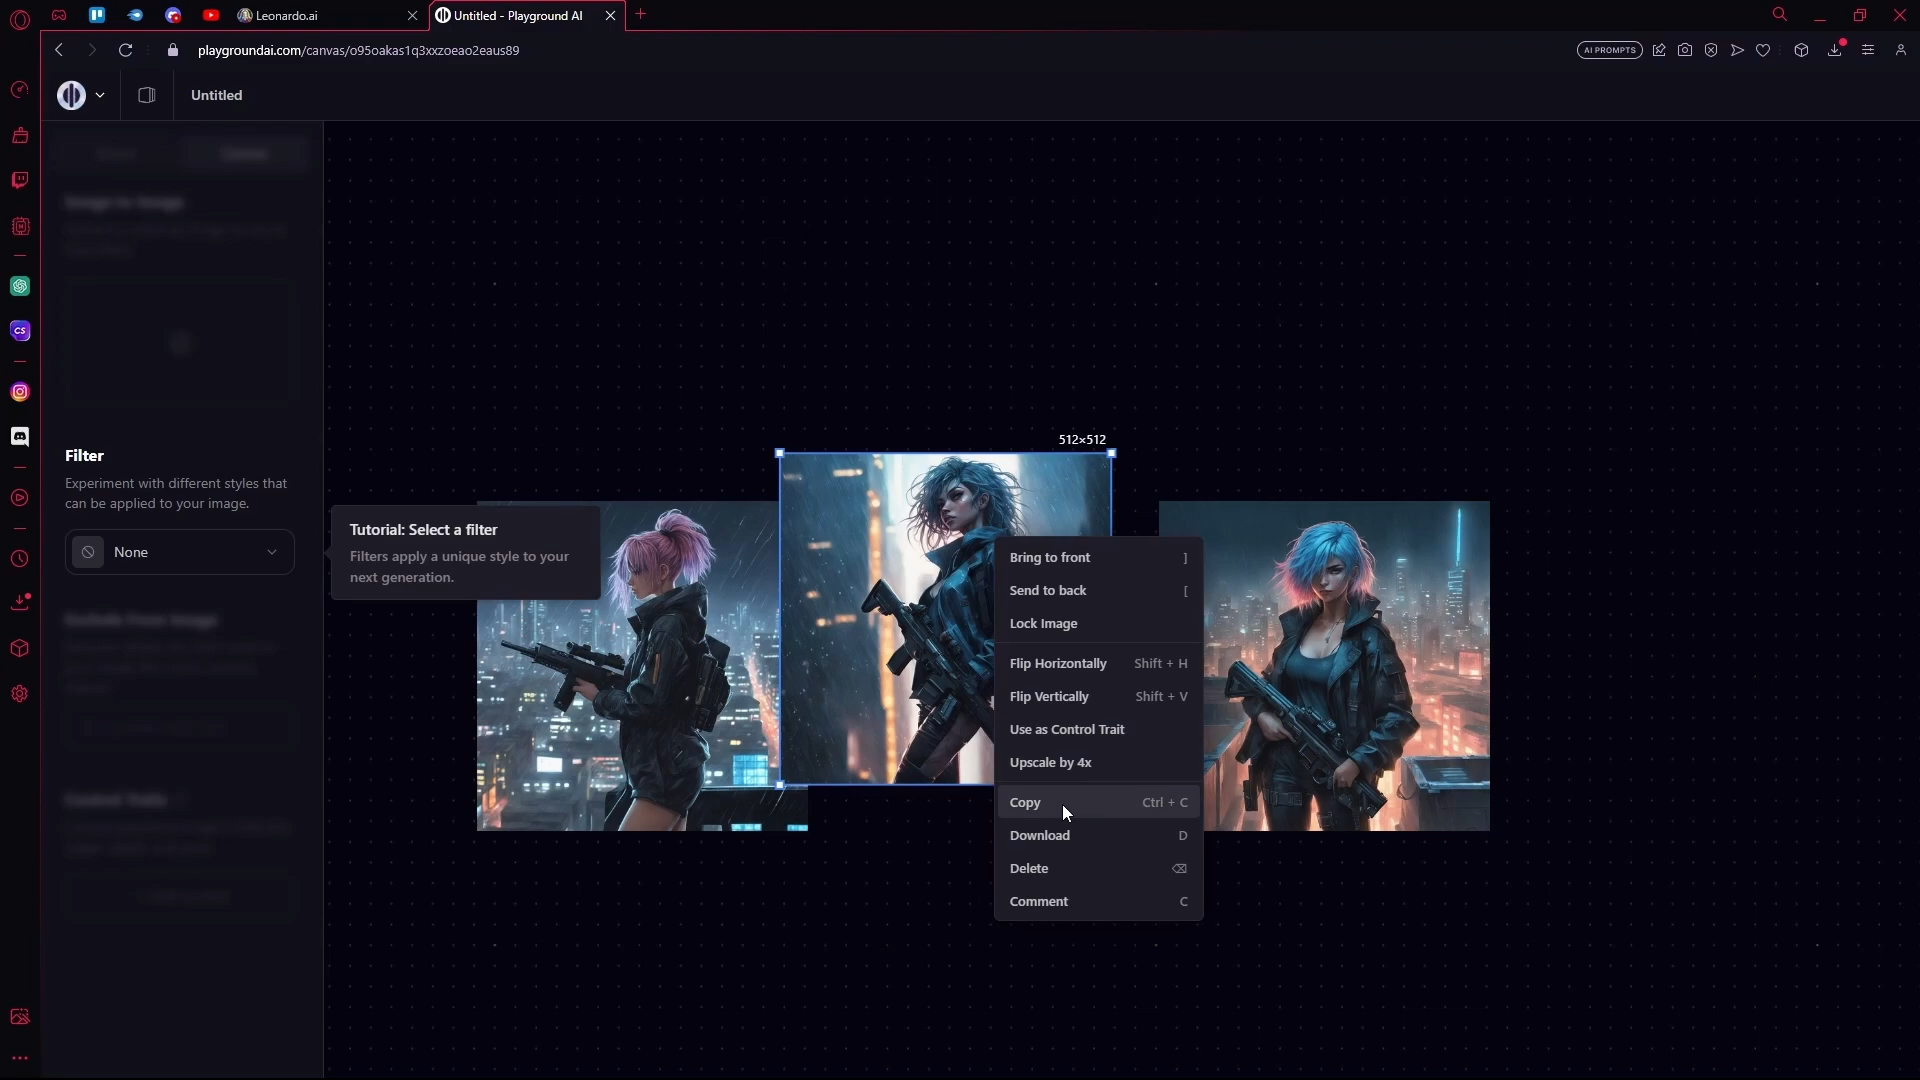 Leonardo.ai
Untitled - Playground AI
playgroundai.com/canvas/o95oakas1q3xxzoeao2eaus89
AI PROMPTS
Untitled
CS
Filter
Experiment with different styles that
can be applied to your image.
None
Tutorial: Select a filter
Filters apply a unique style to your
next generation.
512×512
Bring to front ]
Send to back [
Lock Image
Flip Horizontally Shift + H
Flip Vertically Shift + V
Use as Control Trait
Upscale by 4x
Copy Ctrl + C
Download D
Delete
Comment C